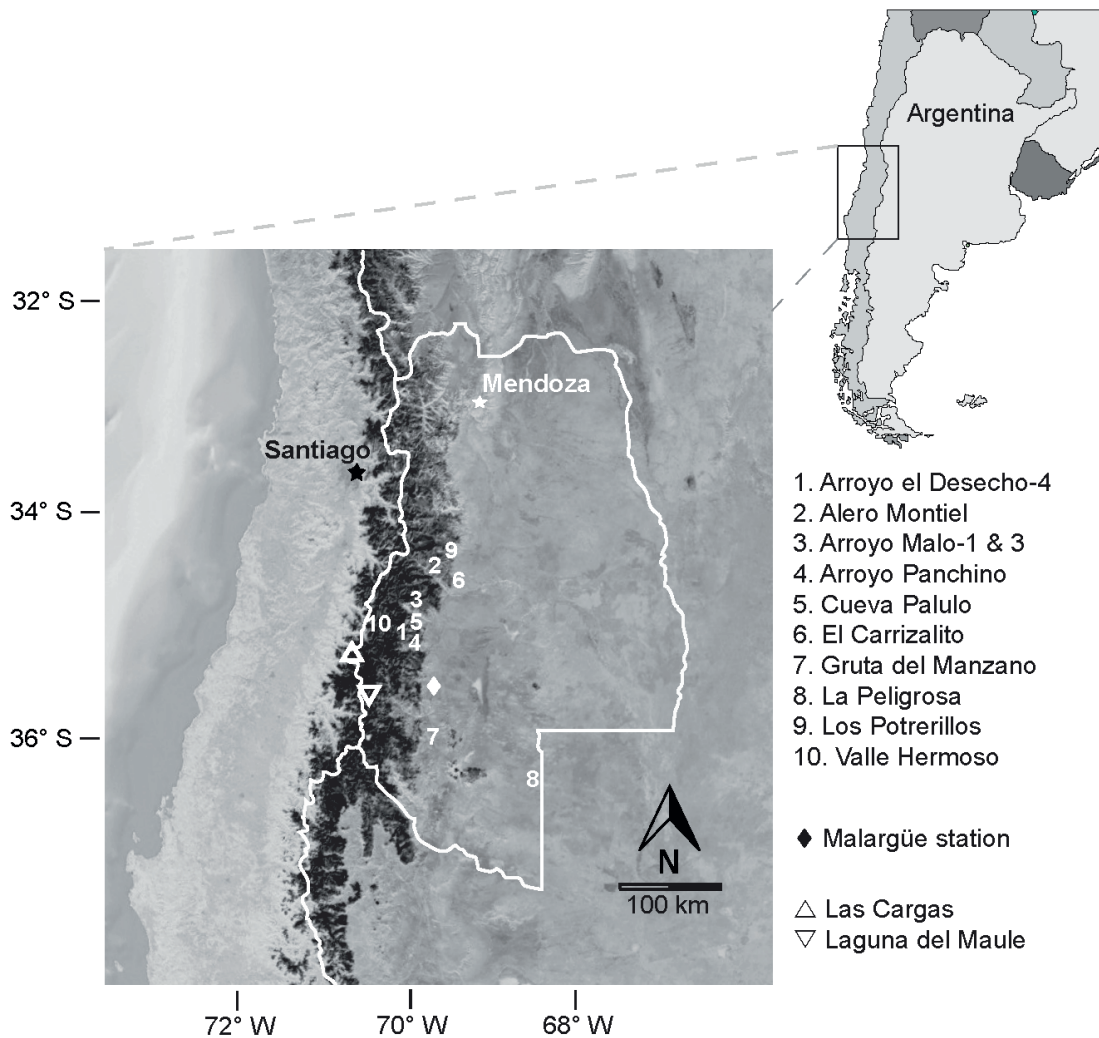 Argentina
32° S
34° S
36° S
Mendoza
Santiago
9
2
6
3
10
1
5
4
7
8
N
100 km
72° W
70° W
68° W
1. Arroyo el Desecho-4
2. Alero Montiel
3. Arroyo Malo-1 & 3
4. Arroyo Panchino
5. Cueva Palulo
6. El Carrizalito
7. Gruta del Manzano
8. La Peligrosa
9. Los Potrerillos
10. Valle Hermoso
Malargüe station
Las Cargas
Laguna del Maule